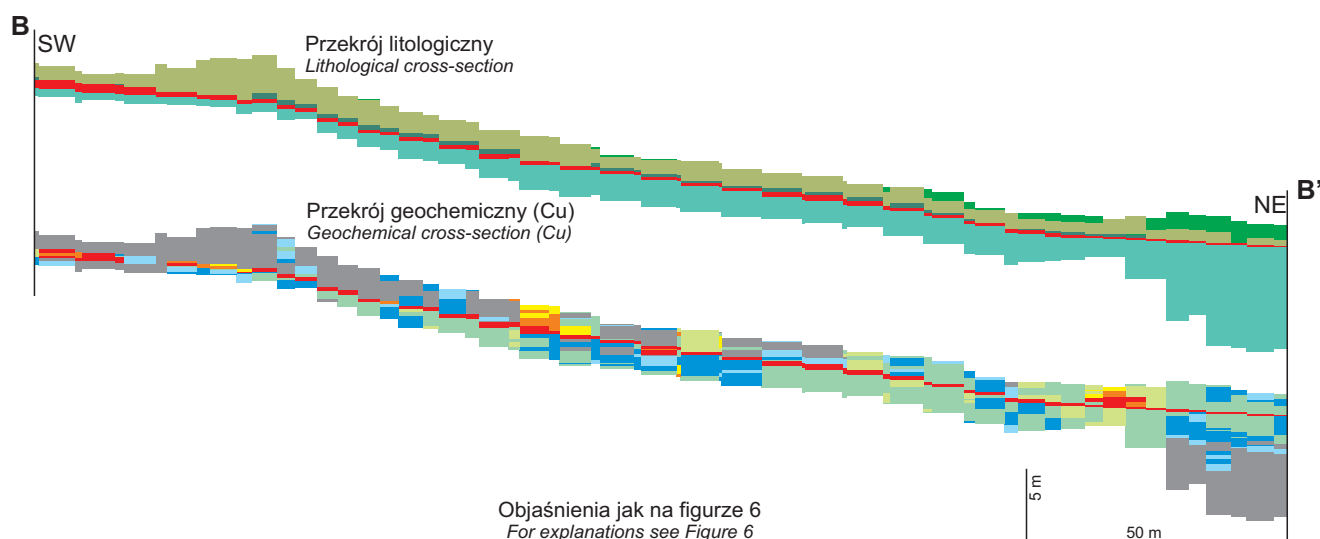 B
SW
Przekrój litologiczny
Lithological cross-section
B'
NE
Przekrój geochemiczny (Cu)
Geochemical cross-section (Cu)
5 m
50 m
Objaśnienia jak na figurze 6
For explanations see Figure 6